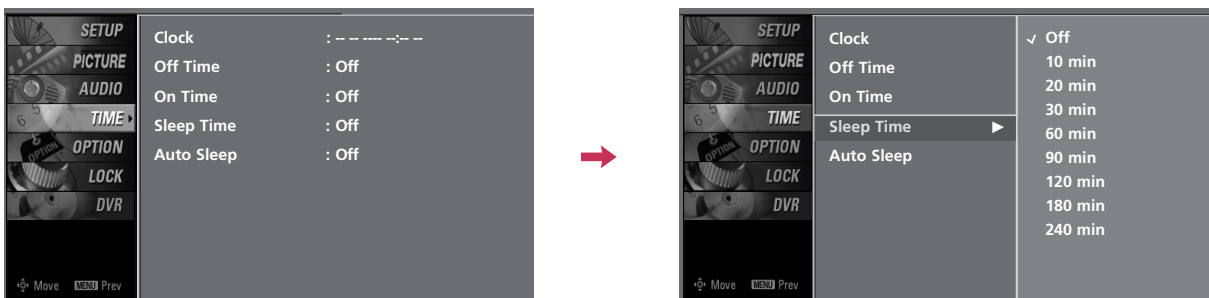 SETUP
PICTURE
AUDIO
TIME
OPTION
LOCK
DVR
Move MENU Prev
Clock : -- -- ---- --:-- --
Off Time : Off
On Time : Off
Sleep Time : Off
Auto Sleep : Off
SETUP
PICTURE
AUDIO
TIME
OPTION
LOCK
DVR
Move MENU Prev
Clock
Off Time
On Time
Sleep Time ►
Auto Sleep
✓ Off
10 min
20 min
30 min
60 min
90 min
120 min
180 min
240 min